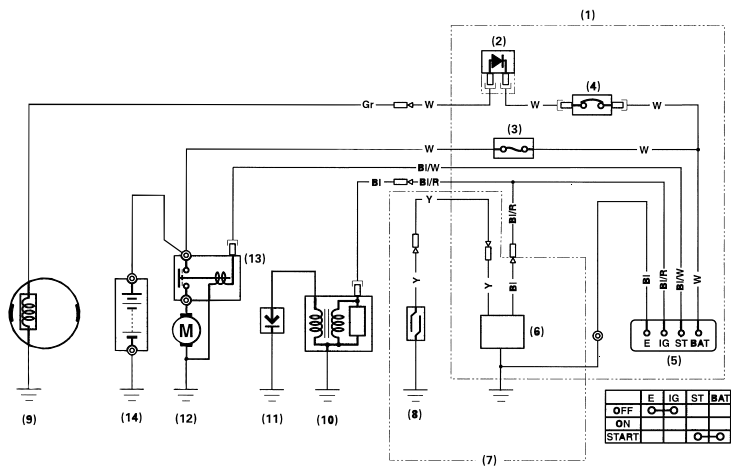 (1)
(2)
(4)
Gr W W W
(3)
W W
Bl/W
Bl Bl/R
Y
Bl/R
(13)
Y Y Bl
Bl Bl/R Bl/W W
M
(6)
E IG ST BAT
(5)
(9) (14) (12) (11) (10) (8)
(7)
E IG ST BAT
OFF
ON
START